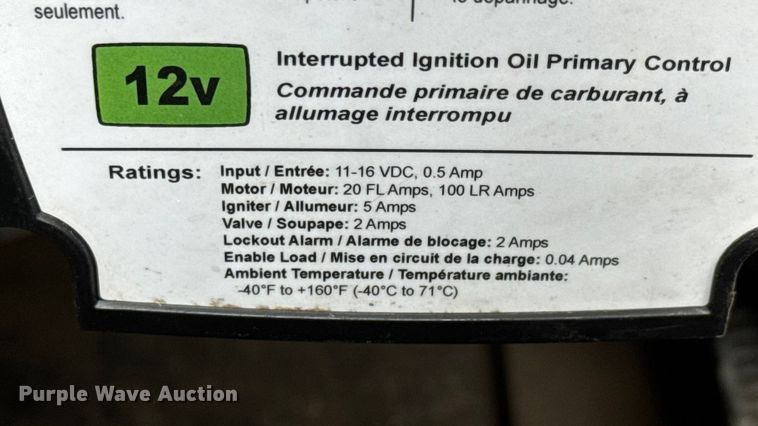 seulement.
le dépannage.
12v
Interrupted Ignition Oil Primary Control
Commande primaire de carburant, à
allumage interrompu
Ratings: Input / Entrée: 11-16 VDC, 0.5 Amp
Motor / Moteur: 20 FL Amps, 100 LR Amps
Igniter / Allumeur: 5 Amps
Valve / Soupape: 2 Amps
Lockout Alarm / Alarme de blocage: 2 Amps
Enable Load / Mise en circuit de la charge: 0.04 Amps
Ambient Temperature / Température ambiante:
-40°F to +160°F (-40°C to 71°C)
Purple Wave Auction